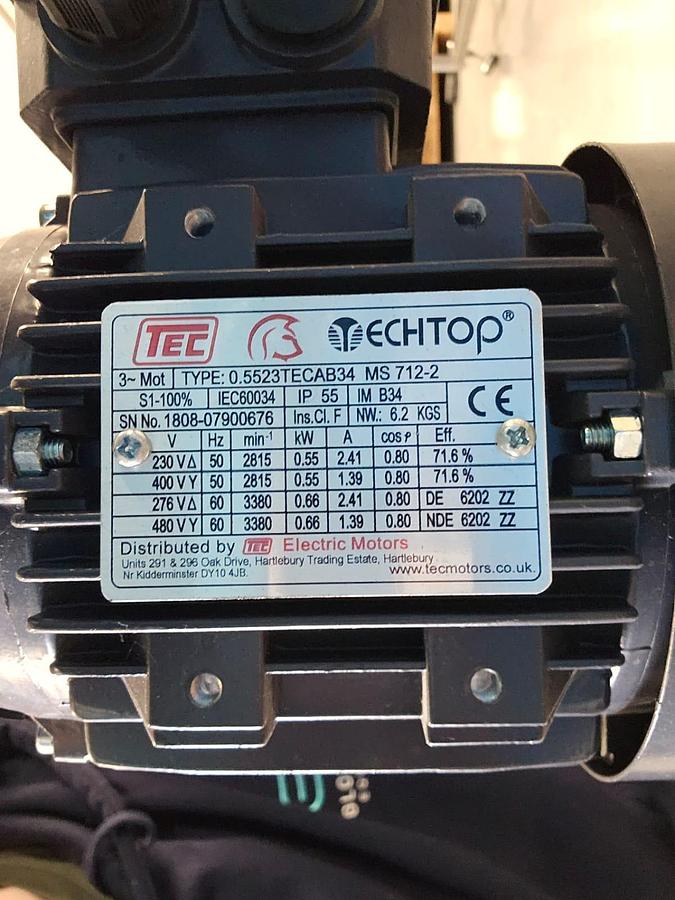 TEC TECHTOP®
3~ Mot TYPE: 0.5523TECAB34 MS 712-2
S1-100% IEC60034 IP 55 IM B34 CE
SN No. 1808-07900676 Ins.Cl. F NW.: 6.2 KGS
V Hz min-1 kW A cos φ Eff.
230 VΔ 50 2815 0.55 2.41 0.80 71.6 %
400 V Y 50 2815 0.55 1.39 0.80 71.6 %
276 VΔ 60 3380 0.66 2.41 0.80 DE 6202 ZZ
480 V Y 60 3380 0.66 1.39 0.80 NDE 6202 ZZ
Distributed by TEC Electric Motors
Units 291 & 296 Oak Drive, Hartlebury Trading Estate, Hartlebury
Nr Kidderminster DY10 4JB. www.tecmotors.co.uk.